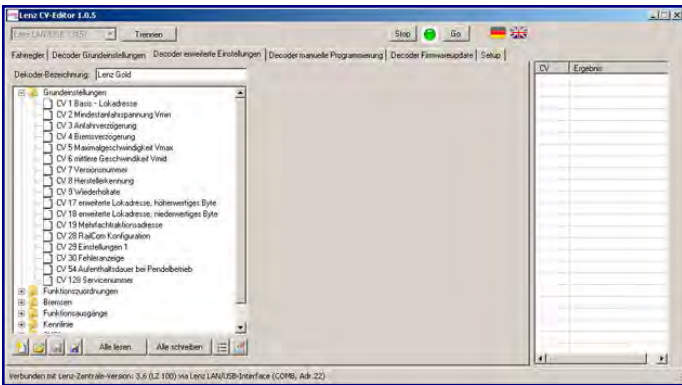 Lenz CV-Editor 1.0.5
Trennen
Stop
Go
Fahregler
Decoder Grundeinstellungen
Decoder erweiterte Einstellungen
Decoder manuelle Programmierung
Decoder Firmwareupdate
Setup
Dekoder-Bezeichnung: Lenz Gold
CV
Ergebnis
Grundeinstellungen
CV 1 Basis - Lokadresse
CV 2 Mindestanfahrspannung Vmin
CV 3 Anfahrverzögerung
CV 4 Bremsverzögerung
CV 5 Maximalgeschwindigkeit Vmax
CV 6 mittlere Geschwindikeit Vmid
CV 7 Versionsnummer
CV 8 Herstellerkennung
CV 9 Wiederholrate
CV 17 erweiterte Lokadresse, höherwertiges Byte
CV 18 erweiterte Lokadresse, niederwertiges Byte
CV 19 Mehrfachtraktionsadresse
CV 28 RailCom Konfiguration
CV 29 Einstellungen 1
CV 30 Fehleranzeige
CV 54 Aufenthaltsdauer bei Pendelbetrieb
CV 128 Servicenummer
Funktionszuordnungen
Bremsen
Funktionsausgänge
Kennlinie
Alle lesen
Alle schreiben
Verbunden mit Lenz-Zentrale-Version: 3.6 (LZ 100) via Lenz LAN/USB-Interface (COM8, Adr.22)